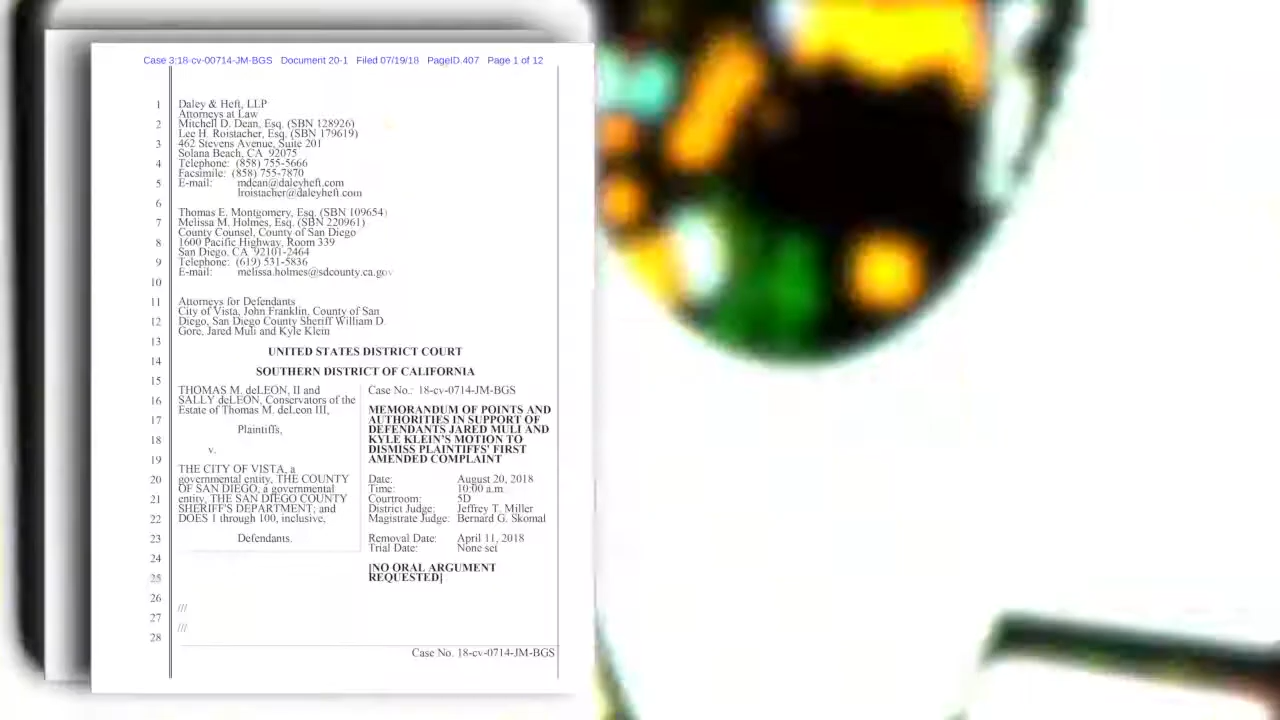 Case 3:18-cv-00714-JM-BGS Document 20-1 Filed 07/19/18 PageID.407 Page 1 of 12
1 Daley & Heft, LLP
Attorneys at Law
2 Mitchell D. Dean, Esq. (SBN 128926)
Lee H. Roistacher, Esq. (SBN 179619)
3 462 Stevens Avenue, Suite 201
Solana Beach, CA 92075
4 Telephone: (858) 755-5666
Facsimile: (858) 755-7870
5 E-mail: mdean@daleyheft.com
lroistacher@daleyheft.com
6
Thomas E. Montgomery, Esq. (SBN 109654)
7 Melissa M. Holmes, Esq. (SBN 220961)
County Counsel, County of San Diego
8 1600 Pacific Highway, Room 339
San Diego, CA 92101-2464
9 Telephone: (619) 531-5836
E-mail: melissa.holmes@sdcounty.ca.gov
10
11 Attorneys for Defendants
City of Vista, John Franklin, County of San
12 Diego, San Diego County Sheriff William D.
Gore, Jared Muli and Kyle Klein
13
UNITED STATES DISTRICT COURT
14
SOUTHERN DISTRICT OF CALIFORNIA
15
THOMAS M. deLEON, II and
16 SALLY deLEON, Conservators of the
Estate of Thomas M. deLeon III,
17
Plaintiffs,
18
v.
19
THE CITY OF VISTA, a
20 governmental entity, THE COUNTY
OF SAN DIEGO, a governmental
21 entity, THE SAN DIEGO COUNTY
SHERIFF'S DEPARTMENT; and
22 DOES 1 through 100, inclusive,
23 Defendants.
24
25
26
27
28
Case No.: 18-cv-0714-JM-BGS
MEMORANDUM OF POINTS AND
AUTHORITIES IN SUPPORT OF
DEFENDANTS JARED MULI AND
KYLE KLEIN'S MOTION TO
DISMISS PLAINTIFFS' FIRST
AMENDED COMPLAINT
Date: August 20, 2018
Time: 10:00 a.m.
Courtroom: 5D
District Judge: Jeffrey T. Miller
Magistrate Judge: Bernard G. Skomal
Removal Date: April 11, 2018
Trial Date: None set
[NO ORAL ARGUMENT
REQUESTED]
///
///
Case No. 18-cv-0714-JM-BGS